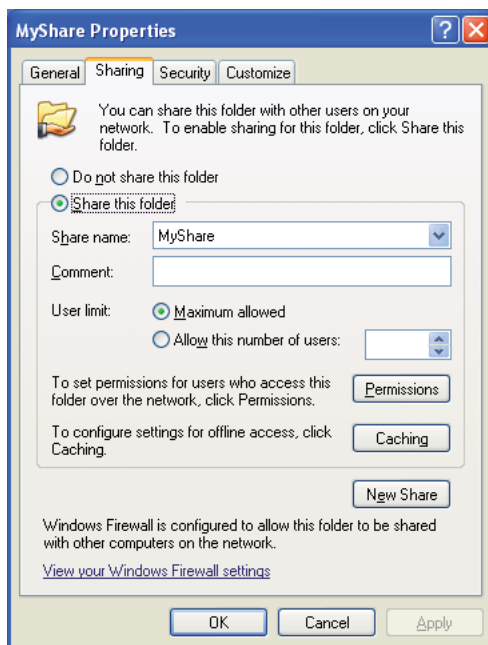 MyShare Properties
General Sharing Security Customize
You can share this folder with other users on your
network. To enable sharing for this folder, click Share this
folder.
Do not share this folder
Share this folder
Share name: MyShare
Comment:
User limit: Maximum allowed
Allow this number of users:
To set permissions for users who access this
folder over the network, click Permissions.
Permissions
To configure settings for offline access, click
Caching.
Caching
New Share
Windows Firewall is configured to allow this folder to be shared
with other computers on the network.
View your Windows Firewall settings
OK Cancel Apply